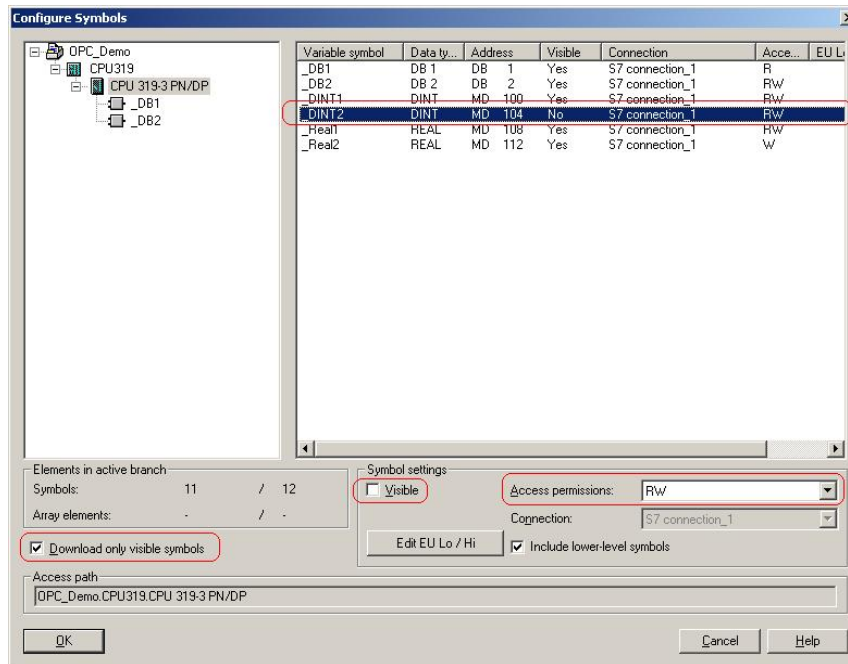 Configure Symbols
OPC_Demo
CPU319
CPU 319-3 PN/DP
_DB1
_DB2
Variable symbol Data ty... Address Visible Connection Acce... EU L
_DB1 DB 1 DB 1 Yes S7 connection_1 R
_DB2 DB 2 DB 2 Yes S7 connection_1 RW
_DINT1 DINT MD 100 Yes S7 connection_1 RW
_DINT2 DINT MD 104 No S7 connection_1 RW
_Real1 REAL MD 108 Yes S7 connection_1 RW
_Real2 REAL MD 112 Yes S7 connection_1 W
Elements in active branch
Symbols: 11 / 12
Array elements: - / -
Download only visible symbols
Symbol settings
Visible
Access permissions: RW
Connection: S7 connection_1
Edit EU Lo / Hi
Include lower-level symbols
Access path
OPC_Demo.CPU319.CPU 319-3 PN/DP
OK Cancel Help